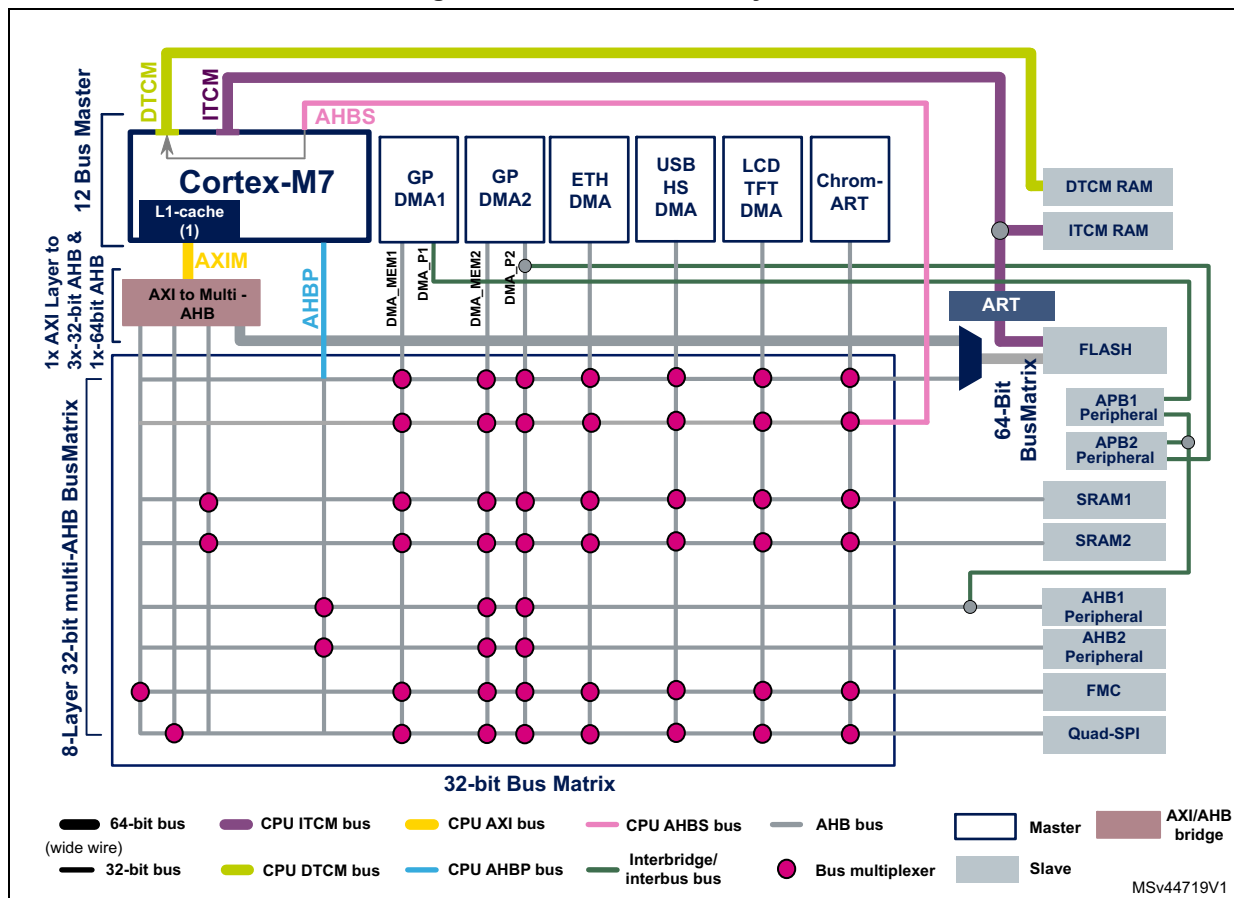 DTCM
ITCM
AHBS
12 Bus Master
Cortex-M7
L1-cache
(1)
GP
DMA1
GP
DMA2
ETH
DMA
USB
HS
DMA
LCD
TFT
DMA
Chrom-
ART
DTCM RAM
ITCM RAM
1x AXI Layer to
3x-32-bit AHB &
1x-64bit AHB
AXIM
AXI to Multi -
AHB
AHBP
DMA_MEM1
DMA_P1
DMA_MEM2
DMA_P2
ART
FLASH
64-Bit
BusMatrix
APB1
Peripheral
APB2
Peripheral
8-Layer 32-bit multi-AHB BusMatrix
SRAM1
SRAM2
AHB1
Peripheral
AHB2
Peripheral
FMC
Quad-SPI
32-bit Bus Matrix
64-bit bus
(wide wire)
32-bit bus
CPU ITCM bus
CPU DTCM bus
CPU AXI bus
CPU AHBP bus
CPU AHBS bus
Interbridge/
interbus bus
AHB bus
Bus multiplexer
Master
Slave
AXI/AHB
bridge
MSv44719V1